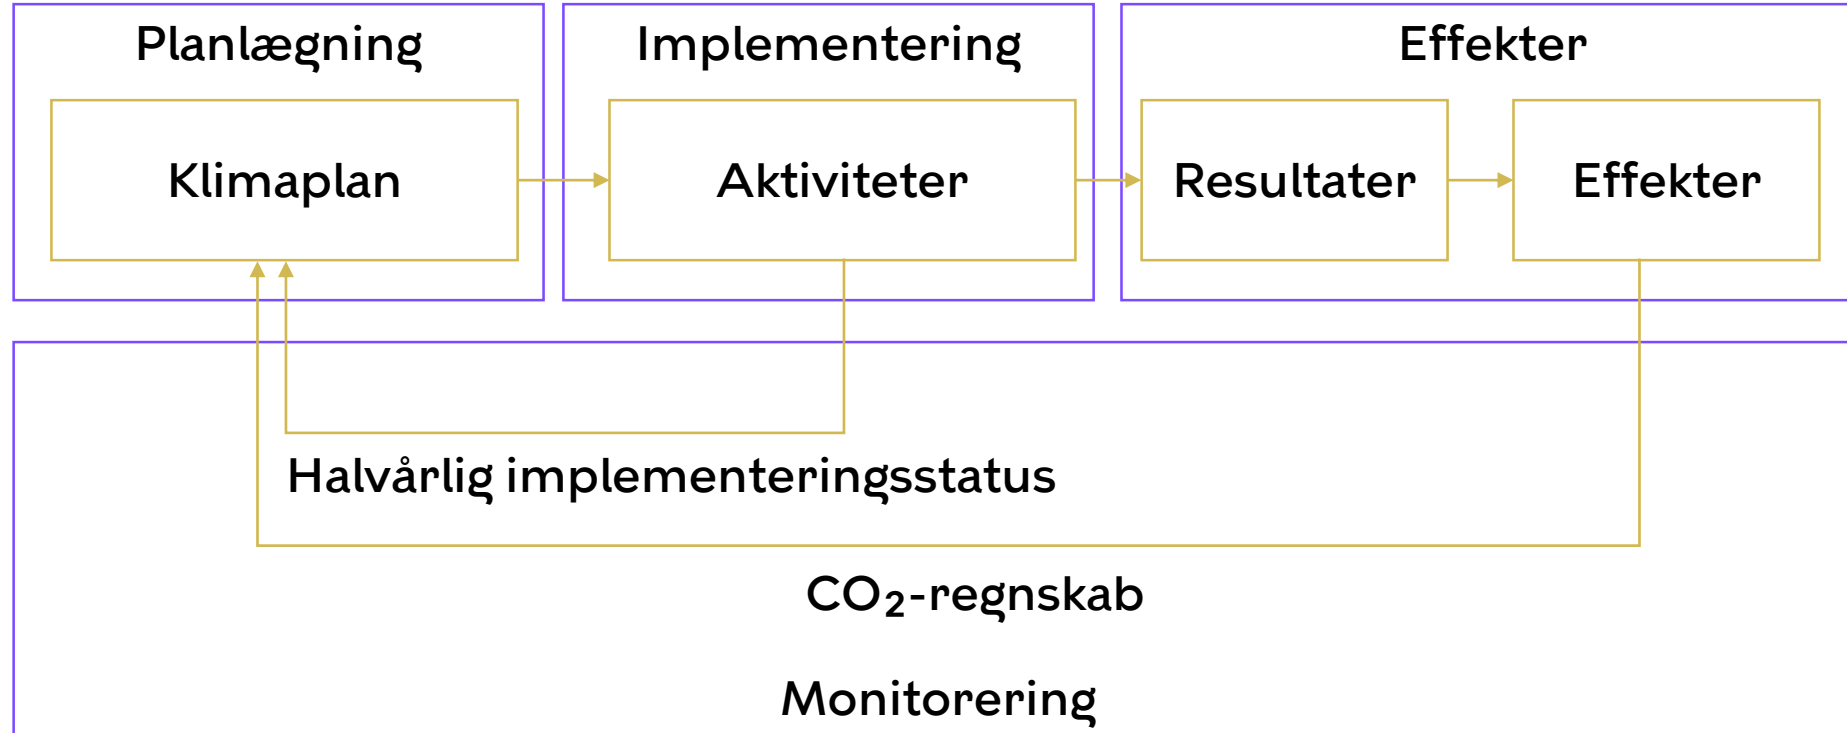 Planlægning
Implementering
Effekter
Klimaplan
Aktiviteter
Resultater
Effekter
Halvårlig implementeringsstatus
CO₂-regnskab
Monitorering